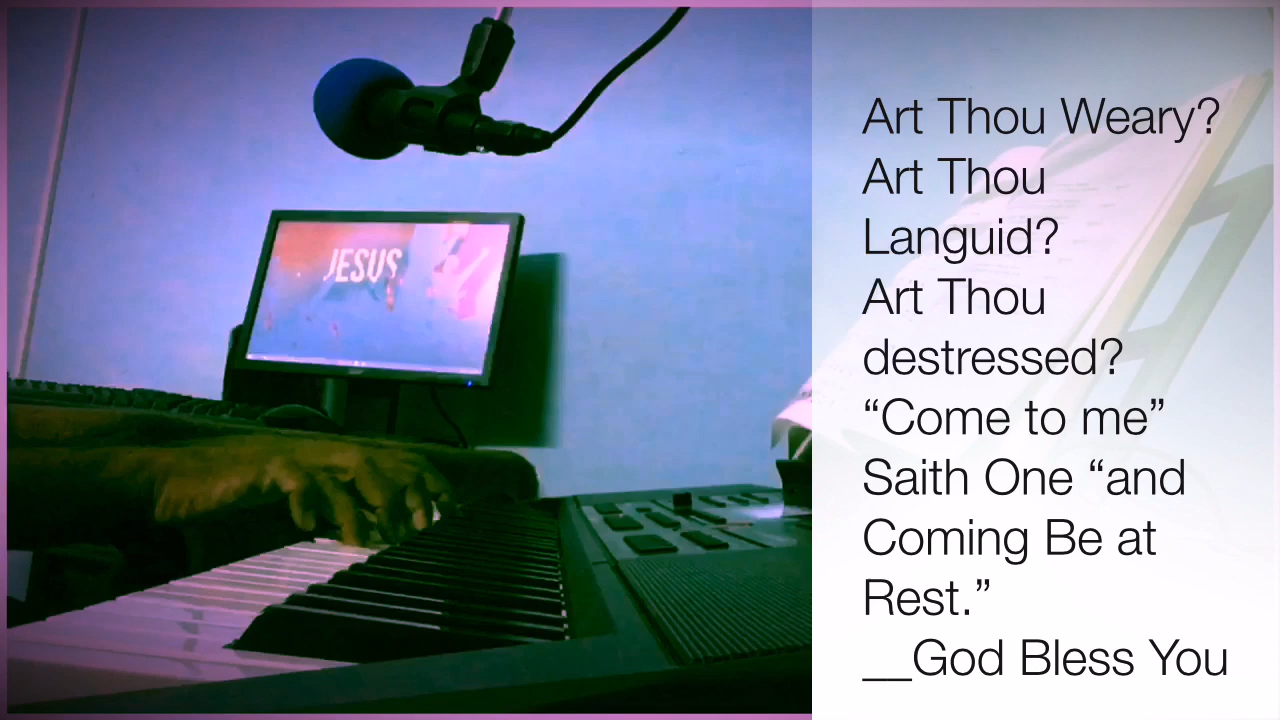 JESUS
Art Thou Weary?
Art Thou
Languid?
Art Thou
destressed?
“Come to me”
Saith One “and
Coming Be at
Rest.”
__God Bless You